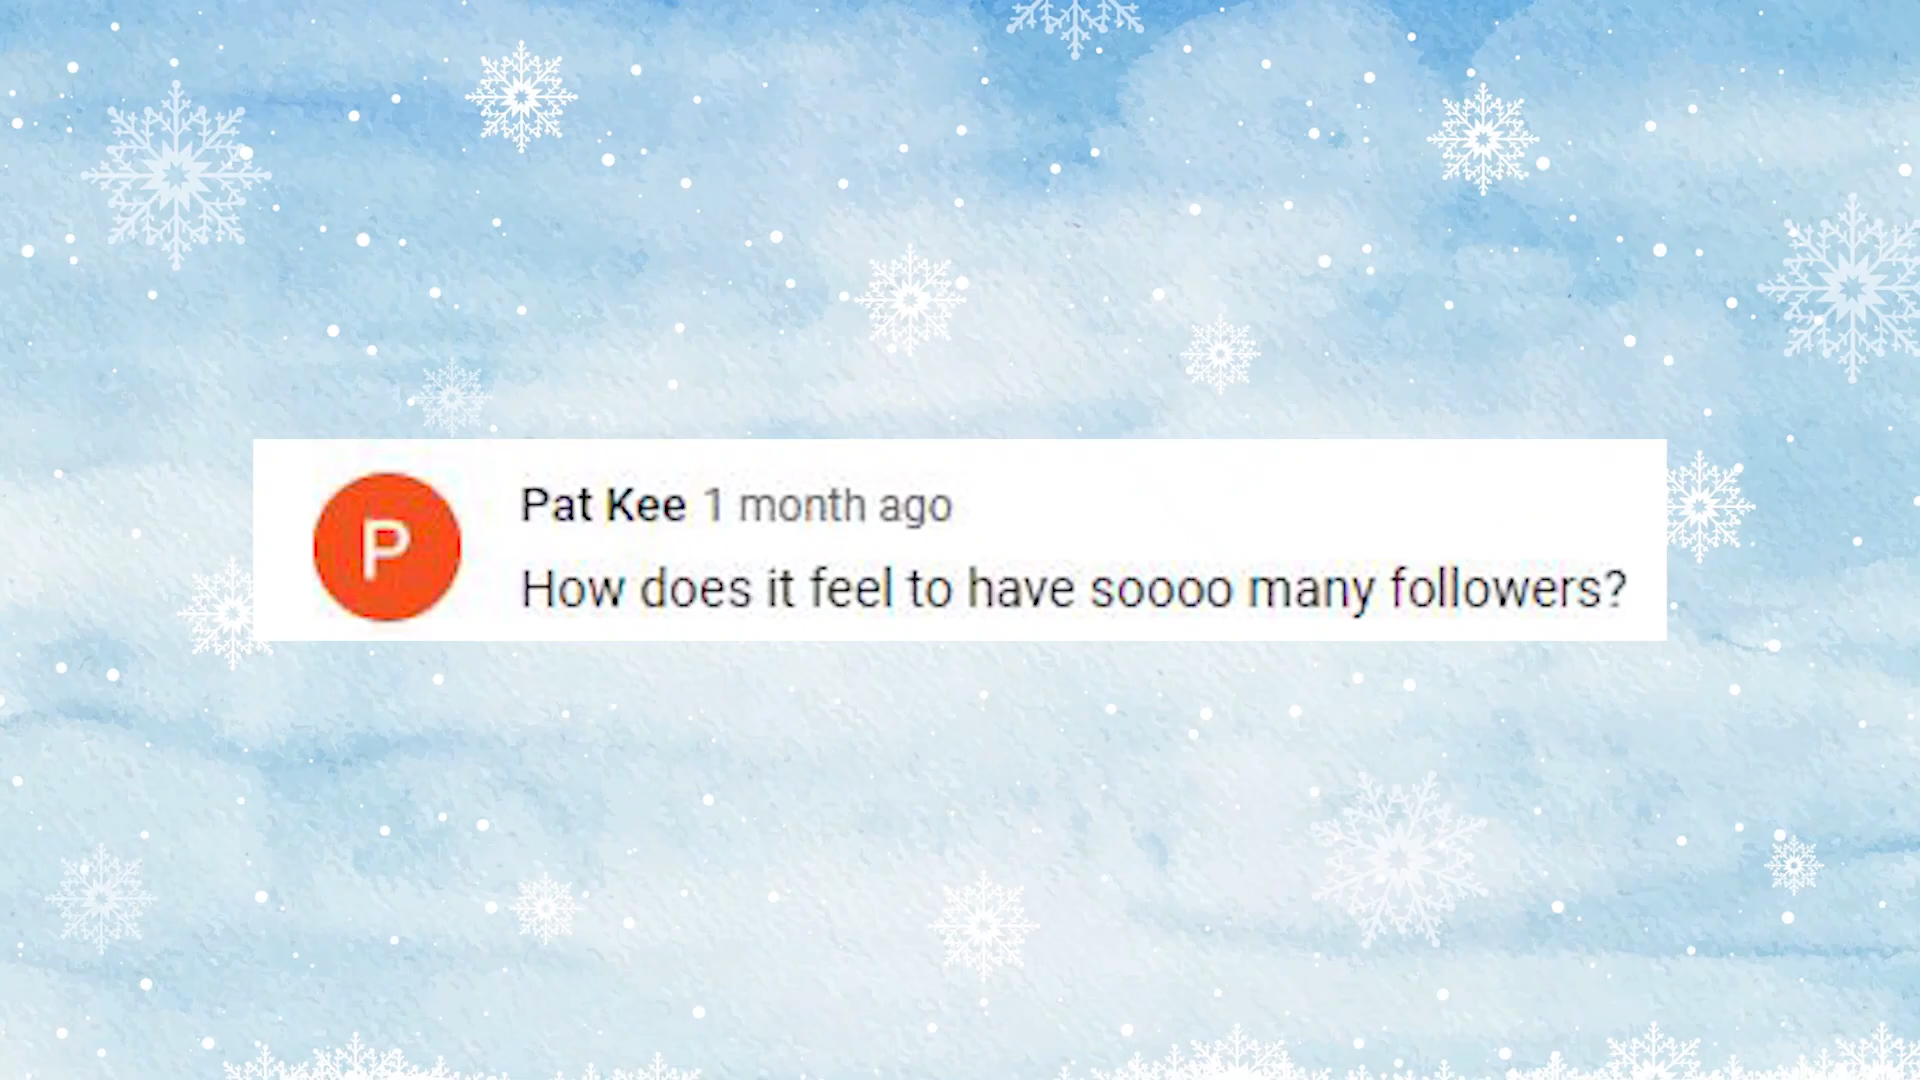 P
Pat Kee 1 month ago
How does it feel to have soooo many followers?